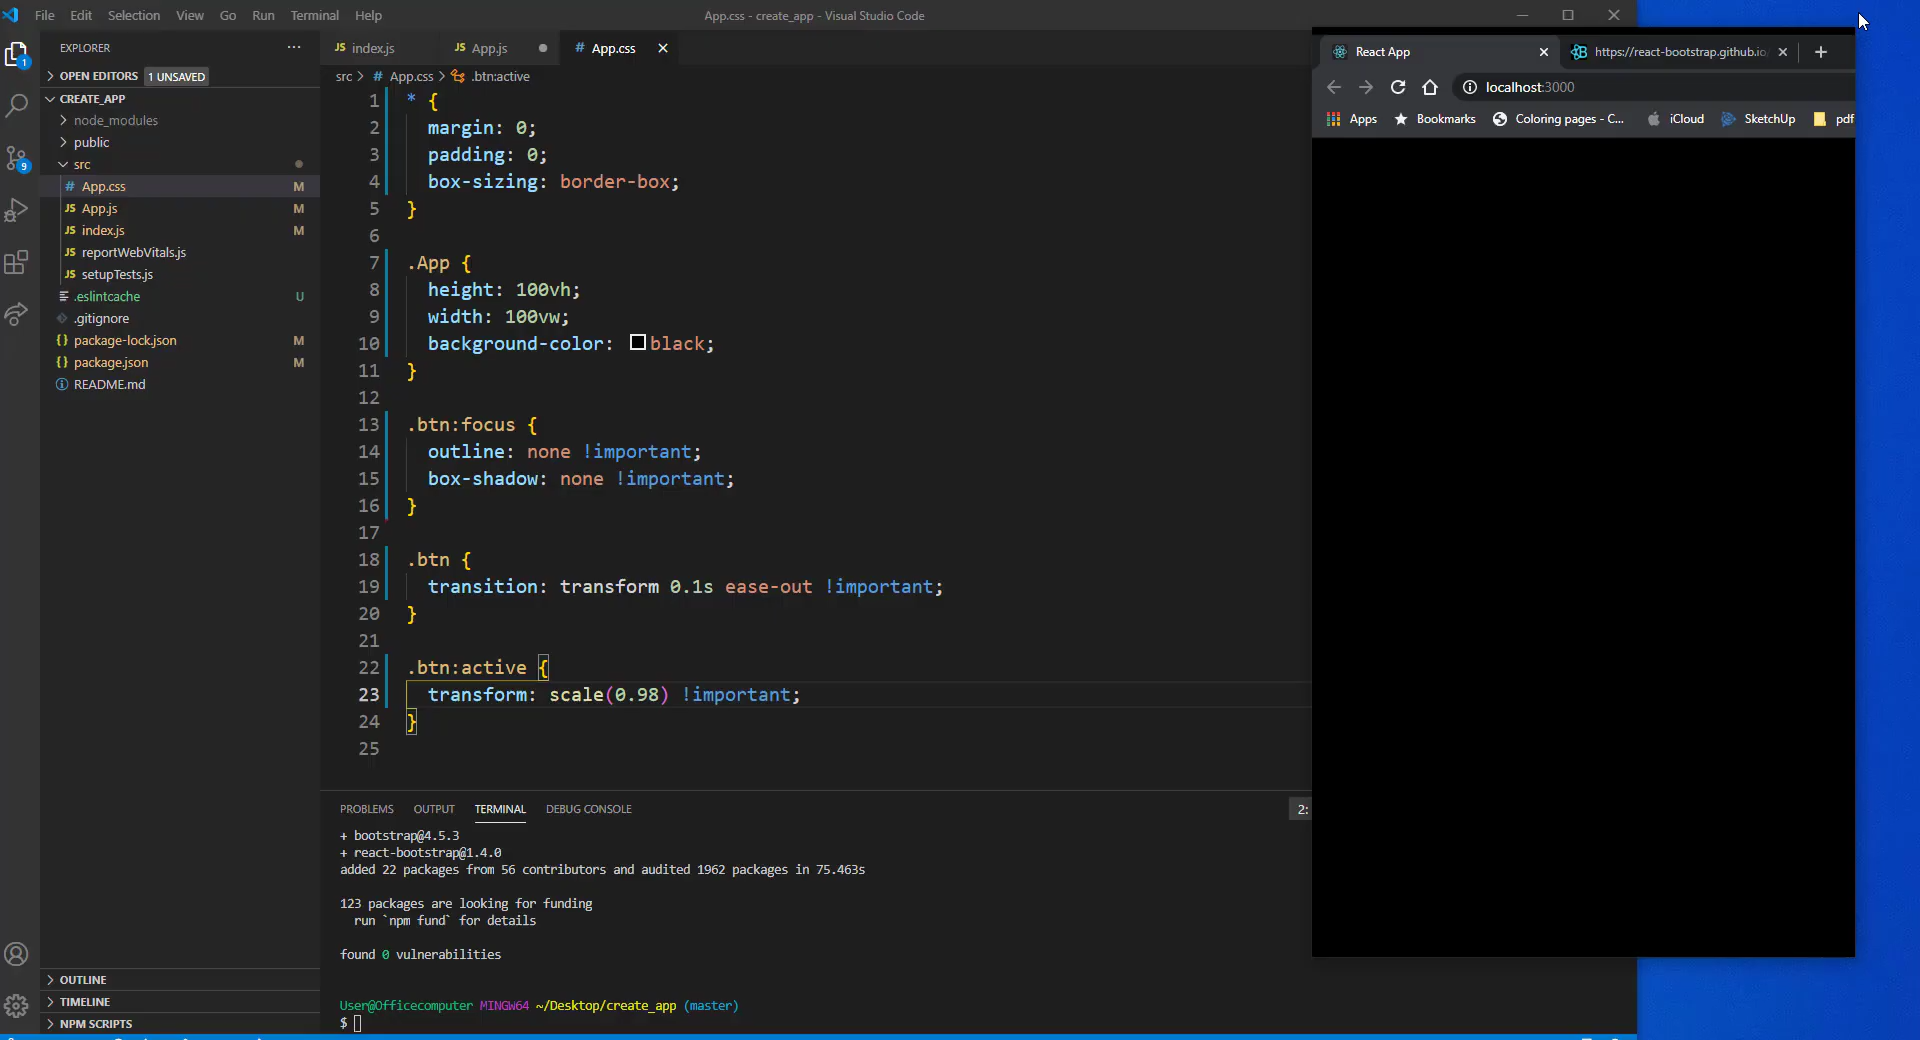 File Edit Selection View Go Run Terminal Help
App.css - create_app - Visual Studio Code
EXPLORER
OPEN EDITORS 1 UNSAVED
CREATE_APP
node_modules
public
src
# App.css M
JS App.js M
JS index.js M
JS reportWebVitals.js
JS setupTests.js
.eslintcache U
.gitignore
{} package-lock.json M
{} package.json M
README.md
OUTLINE
TIMELINE
NPM SCRIPTS
1
9
JS index.js
JS App.js
# App.css
src > # App.css > .btn:active
1 * {
2 margin: 0;
3 padding: 0;
4 box-sizing: border-box;
5 }
6
7 .App {
8 height: 100vh;
9 width: 100vw;
10 background-color: black;
11 }
12
13 .btn:focus {
14 outline: none !important;
15 box-shadow: none !important;
16 }
17
18 .btn {
19 transition: transform 0.1s ease-out !important;
20 }
21
22 .btn:active {
23 transform: scale(0.98) !important;
24 }
25
PROBLEMS OUTPUT TERMINAL DEBUG CONSOLE 2:
+ bootstrap@4.5.3
+ react-bootstrap@1.4.0
added 22 packages from 56 contributors and audited 1962 packages in 75.463s
123 packages are looking for funding
run `npm fund` for details
found 0 vulnerabilities
User@Officecomputer MINGW64 ~/Desktop/create_app (master)
$
React App
https://react-bootstrap.github.io/
localhost:3000
Apps Bookmarks Coloring pages - C... iCloud SketchUp pdf